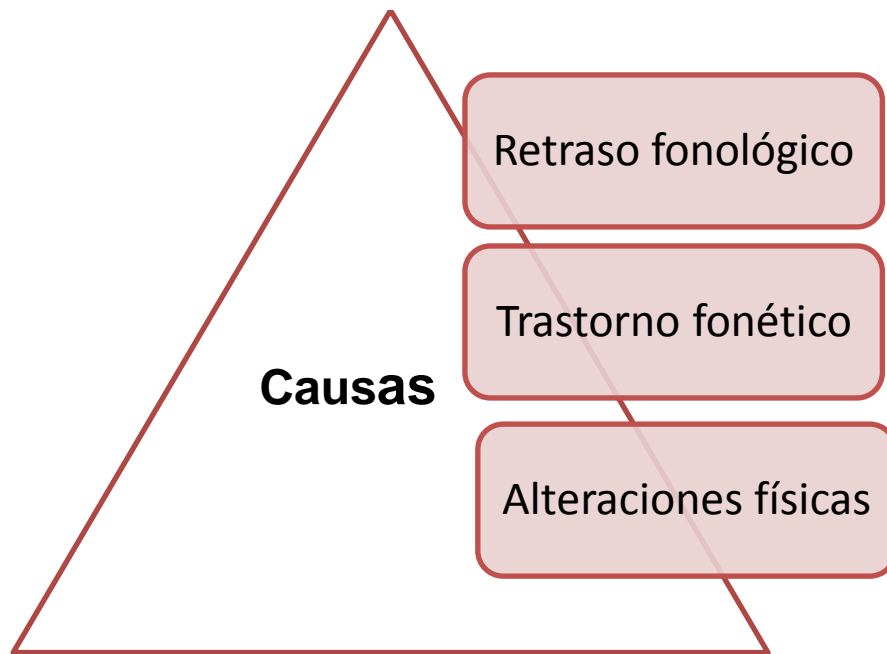 Retraso fonológico
Trastorno fonético
Causas
Alteraciones físicas